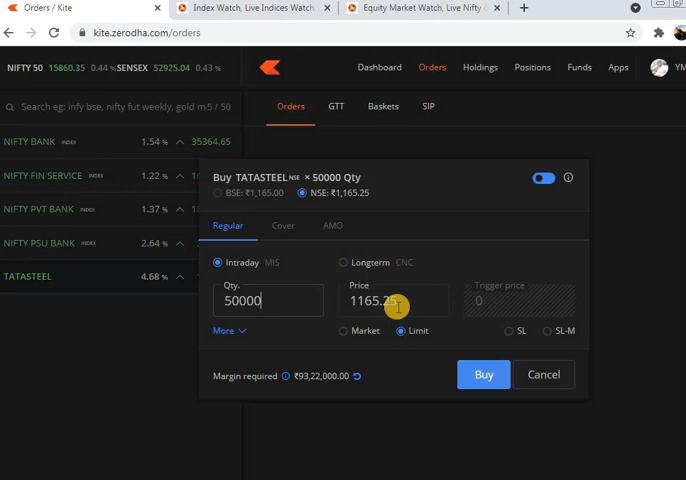 Orders / Kite
Index Watch, Live Indices Watch,
Equity Market Watch, Live Nifty &
kite.zerodha.com/orders
NIFTY 50 15860.35 0.44 % SENSEX 52925.04 0.43 %
Dashboard Orders Holdings Positions Funds Apps YM
Search eg: infy bse, nifty fut weekly, gold m 5 / 50
Orders GTT Baskets SIP
NIFTY BANK INDEX 1.54 % 35364.65
NIFTY FIN SERVICE INDEX 1.22 %
NIFTY PVT BANK INDEX 1.37 %
NIFTY PSU BANK INDEX 2.64 %
TATASTEEL 4.68 %
Buy TATASTEEL NSE × 50000 Qty
BSE: ₹1,165.00 NSE: ₹1,165.25
Regular Cover AMO
Intraday MIS Longterm CNC
Qty. Price Trigger price
50000 1165.25 0
More Market Limit SL SL-M
Margin required ₹93,22,000.00 Buy Cancel